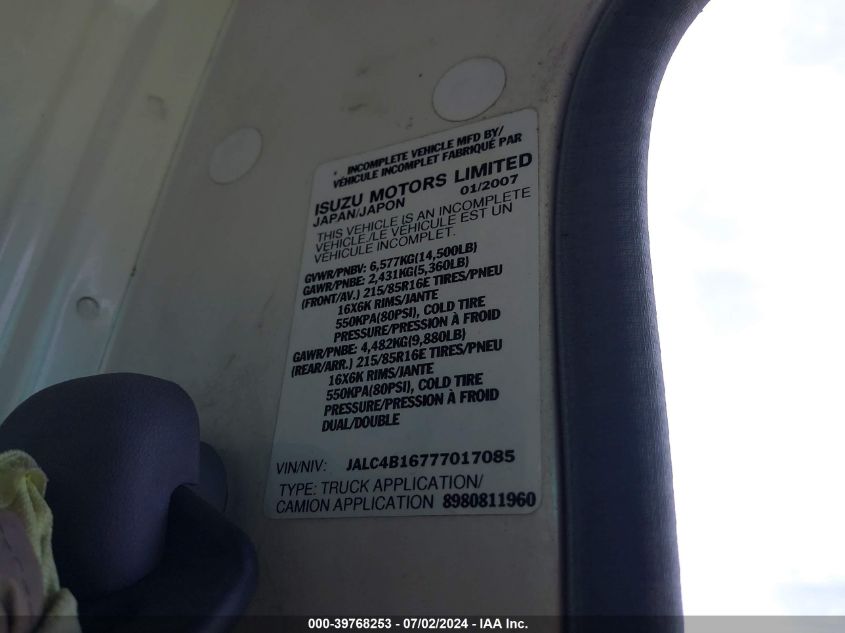 INCOMPLETE VEHICLE MFD BY/
VÉHICULE INCOMPLET FABRIQUÉ PAR
ISUZU MOTORS LIMITED
JAPAN/JAPON 01/2007
THIS VEHICLE IS AN INCOMPLETE
VEHICLE./LE VÉHICULE EST UN
VÉHICULE INCOMPLET.
GVWR/PNBV: 6,577KG(14,500LB)
GAWR/PNBE: 2,431KG(5,360LB)
(FRONT/AV.) 215/85R16E TIRES/PNEU
16X6K RIMS/JANTE
550KPA(80PSI), COLD TIRE
PRESSURE/PRESSION À FROID
GAWR/PNBE: 4,482KG(9,880LB)
(REAR/ARR.) 215/85R16E TIRES/PNEU
16X6K RIMS/JANTE
550KPA(80PSI), COLD TIRE
PRESSURE/PRESSION À FROID
DUAL/DOUBLE
VIN/NIV: JALC4B16777017085
TYPE: TRUCK APPLICATION/
CAMION APPLICATION 8980811960
000-39768253 - 07/02/2024 - IAA Inc.